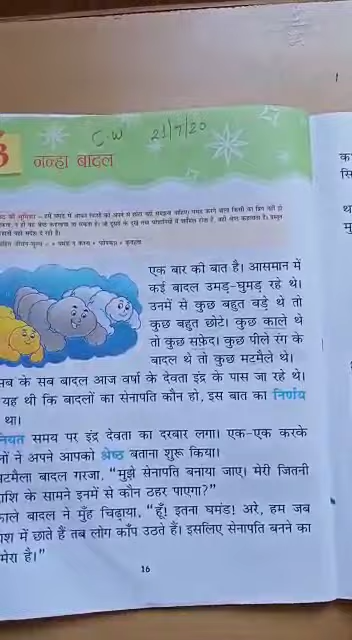 3
C.W 21/7/20
नन्हा बादल
एक बार की बात है। आसमान में
कई बादल उमड़-घुमड़ रहे थे।
उनमें से कुछ बहुत बड़े थे तो
कुछ बहुत छोटे। कुछ काले थे
तो कुछ सफ़ेद। कुछ पीले रंग के
बादल थे तो कुछ मटमैले थे।
सब के सब बादल आज वर्षा के देवता इंद्र के पास जा रहे थे।
यह थी कि बादलों का सेनापति कौन हो, इस बात का निर्णय
था।
नियत समय पर इंद्र देवता का दरबार लगा। एक-एक करके
ने अपने आपको श्रेष्ठ बताना शुरू किया।
मटमैला बादल गरजा, “मुझे सेनापति बनाया जाए। मेरी जितनी
राशि के सामने इनमें से कौन ठहर पाएगा?”
काले बादल ने मुँह चिढ़ाया, “हूँ! इतना घमंड! अरे, हम जब
में छाते हैं तब लोग काँप उठते हैं। इसलिए सेनापति बनने का
मेरा है।”
16